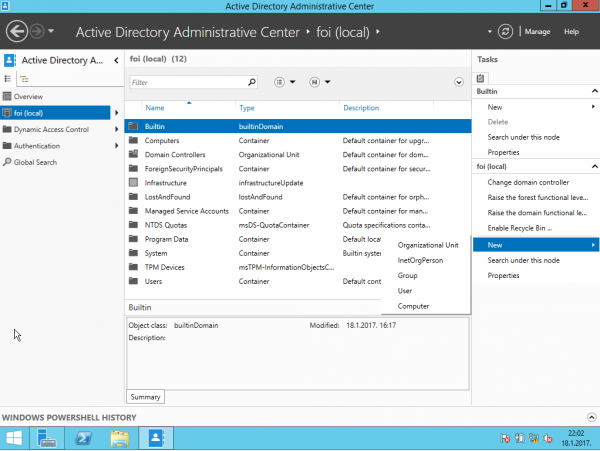 Active Directory Administrative Center
Active Directory Administrative Center • foi (local) •
Manage
Help
Active Directory A...
Overview
foi (local)
Dynamic Access Control
Authentication
Global Search
foi (local) (12)
Filter
Name Type Description
Builtin builtinDomain
Computers Container Default container for upgr...
Domain Controllers Organizational Unit Default container for dom...
ForeignSecurityPrincipals Container Default container for secur...
Infrastructure infrastructureUpdate
LostAndFound lostAndFound Default container for orph...
Managed Service Accounts Container Default container for man...
NTDS Quotas msDS-QuotaContainer Quota specifications conta...
Program Data Container Default locat
System Container Builtin system
TPM Devices msTPM-InformationObjectsC...
Users Container Default cont
Organizational Unit
InetOrgPerson
Group
User
Computer
Builtin
Object class: builtinDomain Modified: 18.1.2017. 16:17
Description:
Summary
Tasks
Builtin
New
Delete
Search under this node
Properties
foi (local)
Change domain controller
Raise the forest functional leve...
Raise the domain functional le...
Enable Recycle Bin ...
New
Search under this node
Properties
WINDOWS POWERSHELL HISTORY
22:02
18.1.2017.